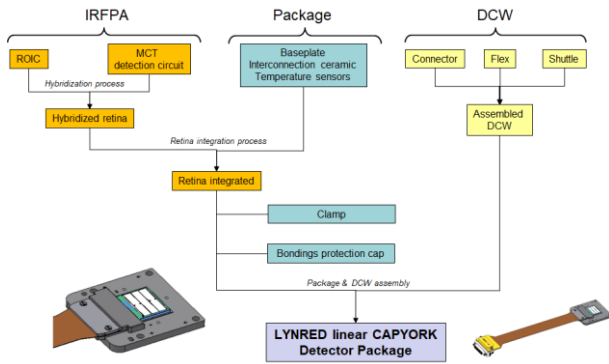 IRFPA
Package
DCW
ROIC
MCT
detection circuit
Baseplate
Interconnection ceramic
Temperature sensors
Connector
Flex
Shuttle
Hybridization process
Hybridized retina
Assembled
DCW
Retina integration process
Retina integrated
Clamp
Bondings protection cap
Package & DCW assembly
LYNRED linear CAPYORK
Detector Package